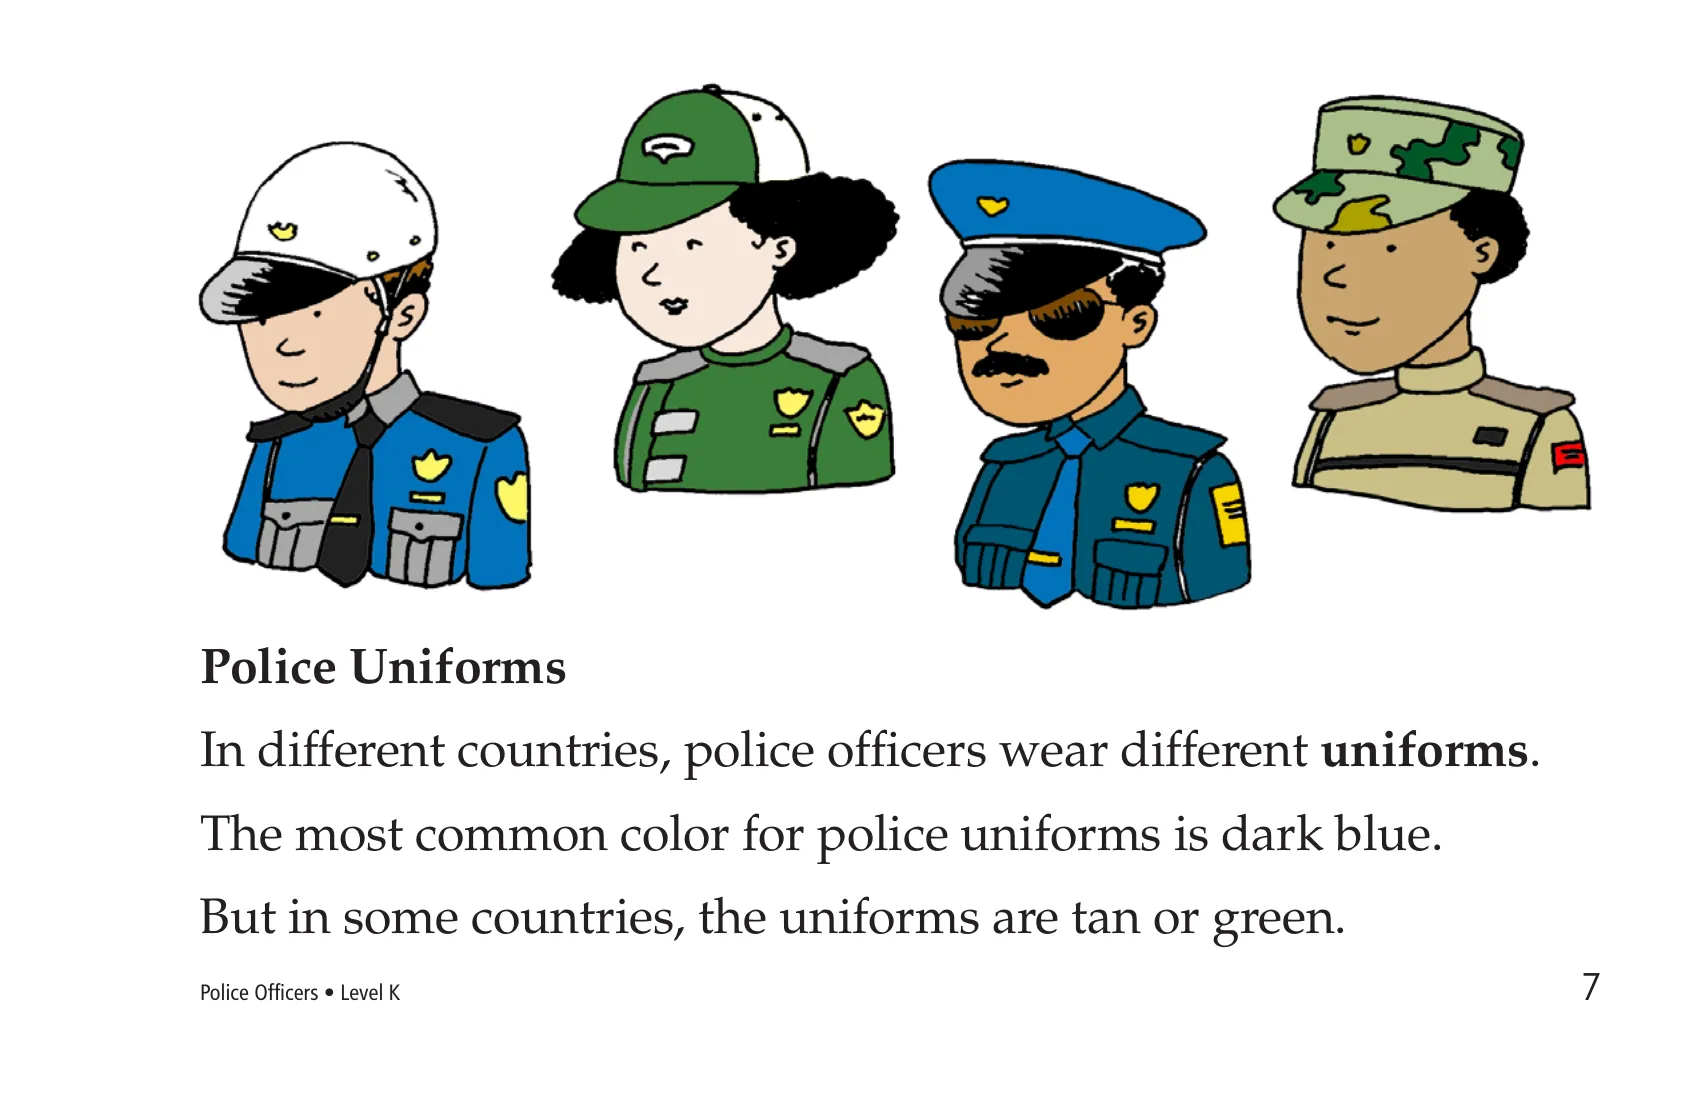 Police Uniforms
In different countries, police officers wear different uniforms.
The most common color for police uniforms is dark blue.
But in some countries, the uniforms are tan or green.
Police Officers • Level K
7